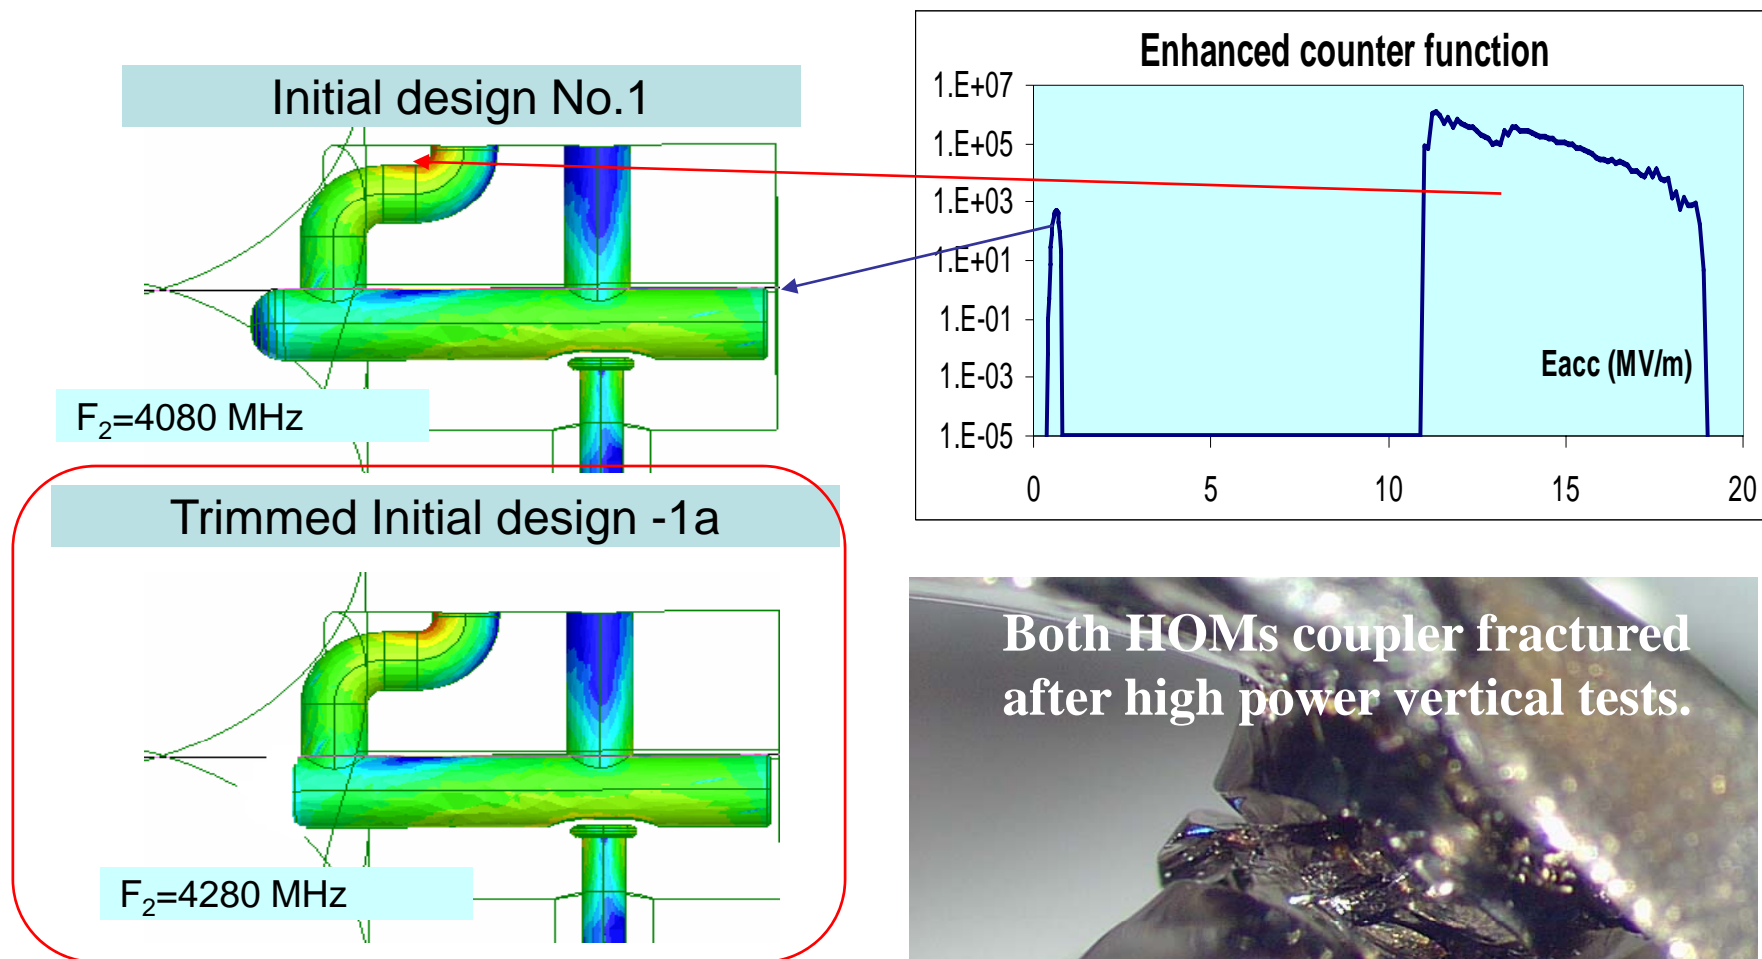 Initial design No.1
F₂=4080 MHz
Trimmed Initial design -1a
F₂=4280 MHz
Enhanced counter function
1.E+07
1.E+05
1.E+03
1.E+01
1.E-01
1.E-03
1.E-05
Eacc (MV/m)
0 5 10 15 20
Both HOMs coupler fractured
after high power vertical tests.